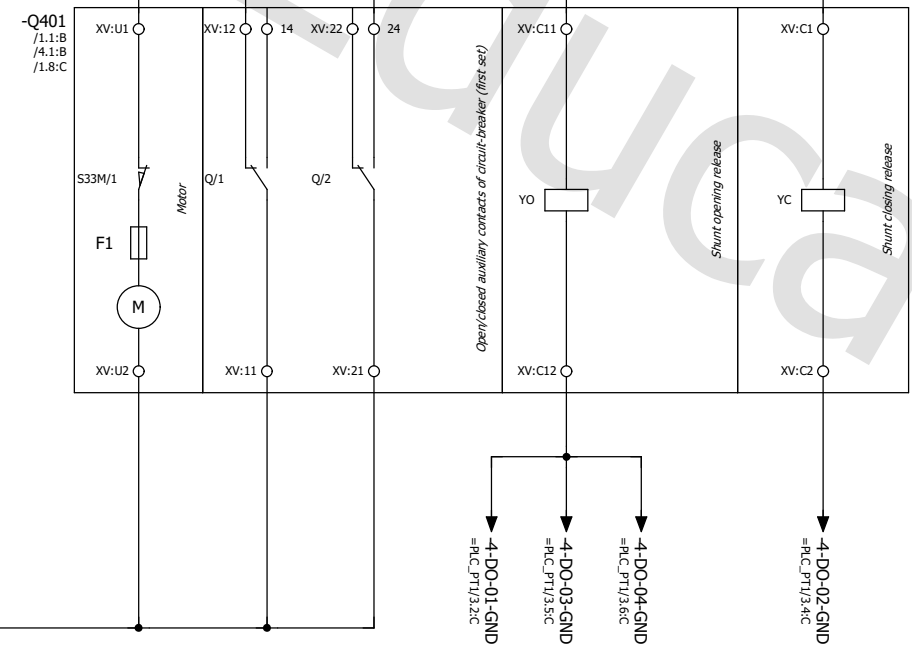 -Q401
/1.1:B
/4.1:B
/1.8:C
XV:U1
XV:12
14
XV:22
24
XV:C11
XV:C1
S33M/1
Motor
Q/1
Q/2
Open/closed auxiliary contacts of circuit-breaker (first set)
YO
Shunt opening release
YC
Shunt closing release
F1
M
XV:U2
XV:11
XV:21
XV:C12
XV:C2
4-DO-01-GND
=PLC_PT1/3.2:C
4-DO-03-GND
=PLC_PT1/3.5:C
4-DO-04-GND
=PLC_PT1/3.6:C
4-DO-02-GND
=PLC_PT1/3.4:C